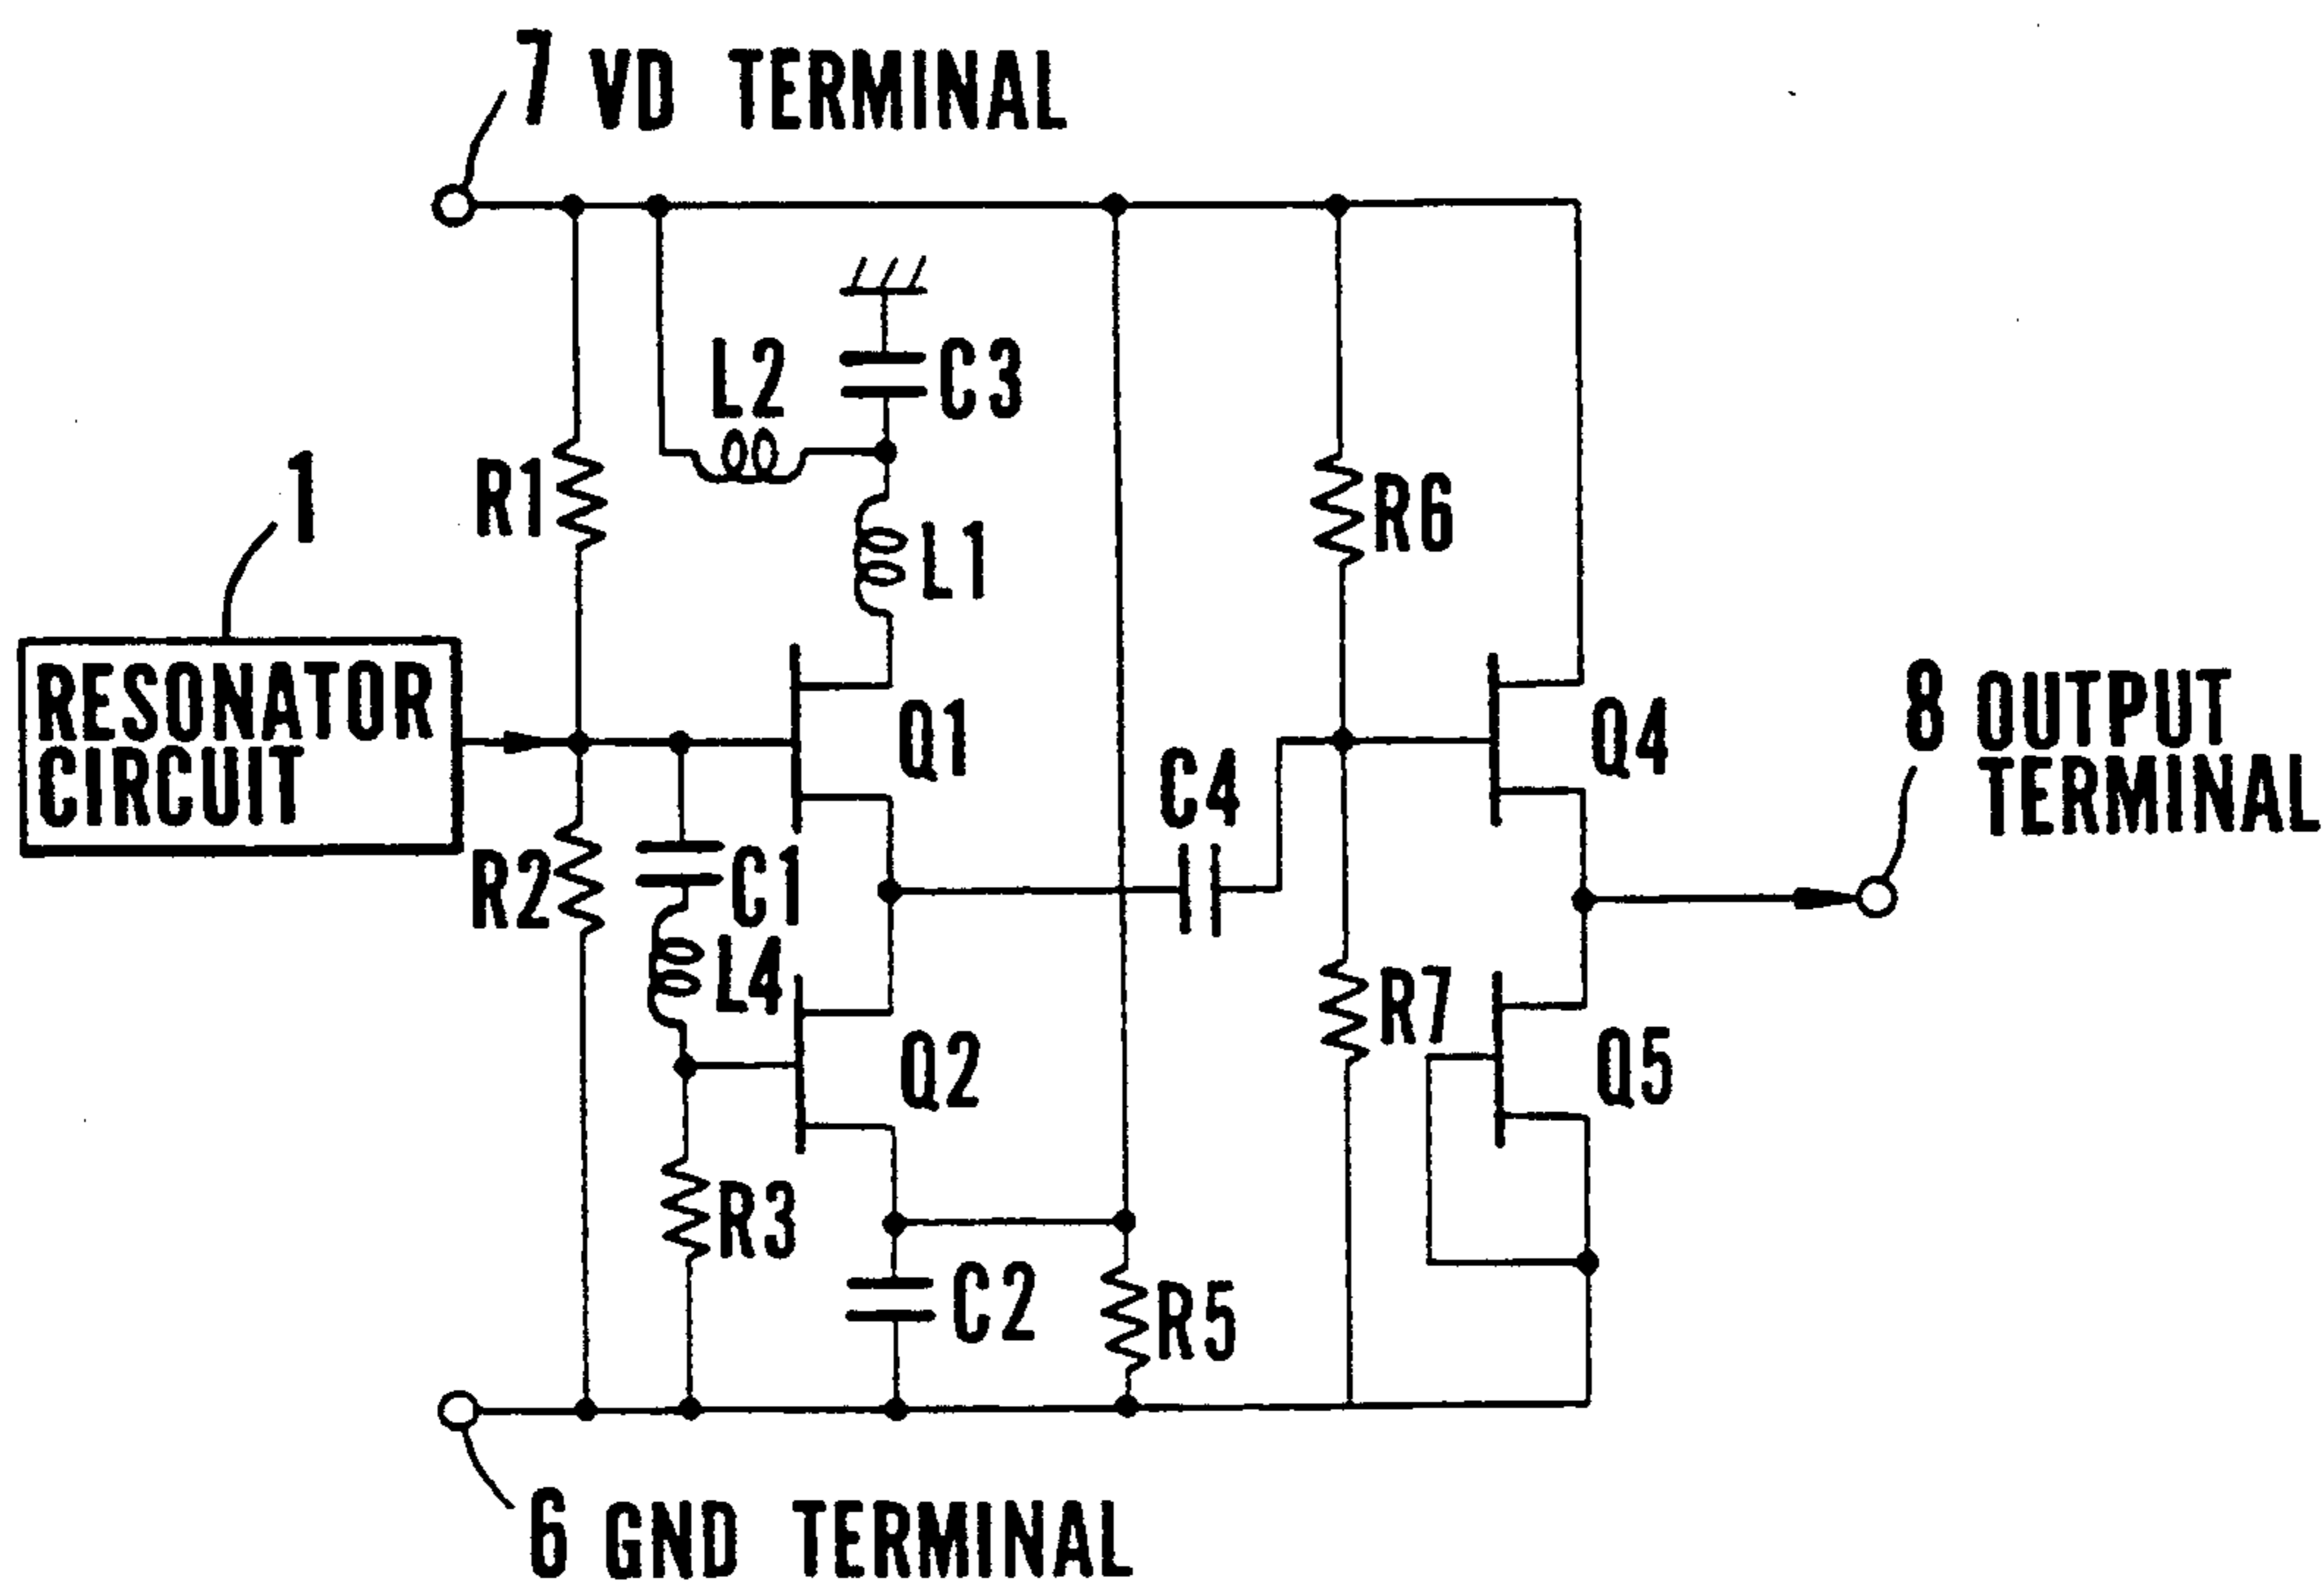 7 VD TERMINAL
L2
C3
1
R1
R6
L1
RESONATOR
CIRCUIT
Q1
Q4
8 OUTPUT
TERMINAL
C4
R2
C1
L4
R7
Q2
Q5
R3
C2
R5
6 GND TERMINAL